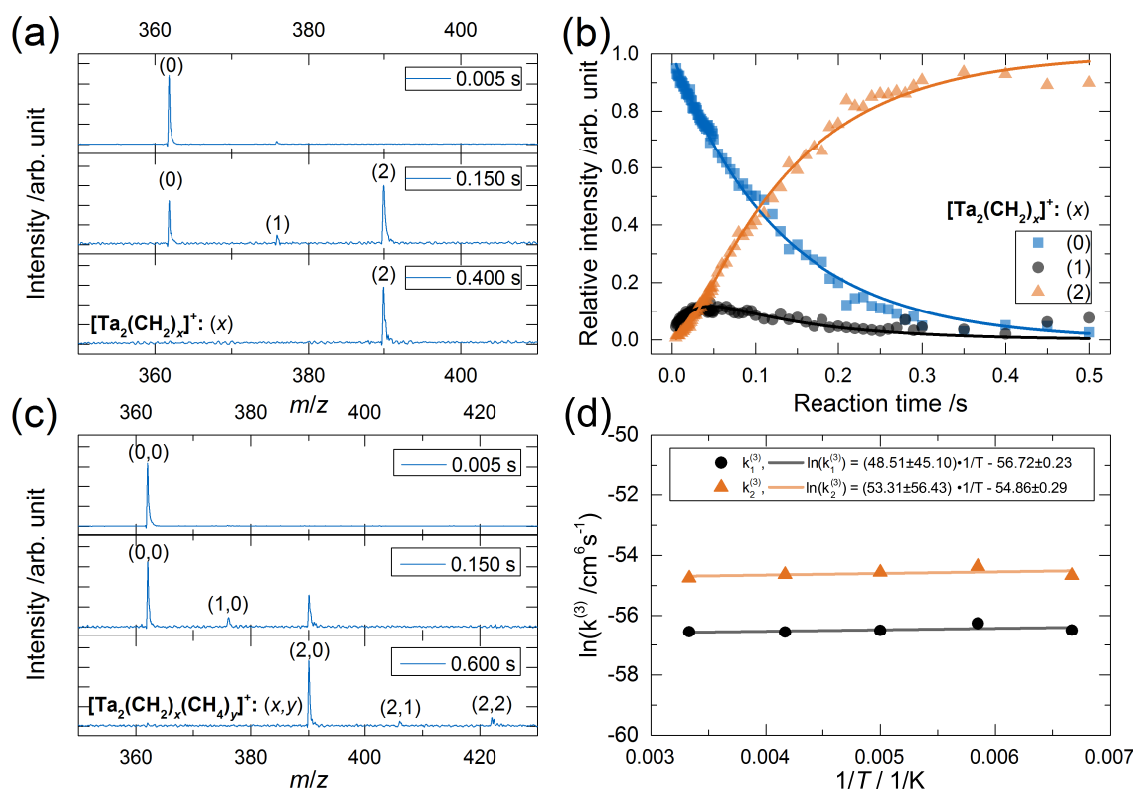 (a)
360 380 400
(0)
0.005 s
(0)
(1)
(2)
0.150 s
(2)
0.400 s
[Ta2(CH2)x]+: (x)
Intensity /arb. unit
360 380 400
m/z
(b)
1.0
0.8
0.6
0.4
0.2
0.0
Relative intensity /arb. unit
[Ta2(CH2)x]+: (x)
(0)
(1)
(2)
0.0 0.1 0.2 0.3 0.4 0.5
Reaction time /s
(c)
360 380 400 420
(0,0)
0.005 s
(0,0)
(1,0)
0.150 s
(2,0)
0.600 s
[Ta2(CH2)x(CH4)y]+: (x,y)
(2,1)
(2,2)
Intensity /arb. unit
360 380 400 420
m/z
(d)
-50
-52
-54
-56
-58
-60
ln(k(3) /cm6s-1)
k1(3), ln(k1(3)) = (48.51±45.10)•1/T - 56.72±0.23
k2(3), ln(k2(3)) = (53.31±56.43) •1/T - 54.86±0.29
0.003 0.004 0.005 0.006 0.007
1/T / 1/K